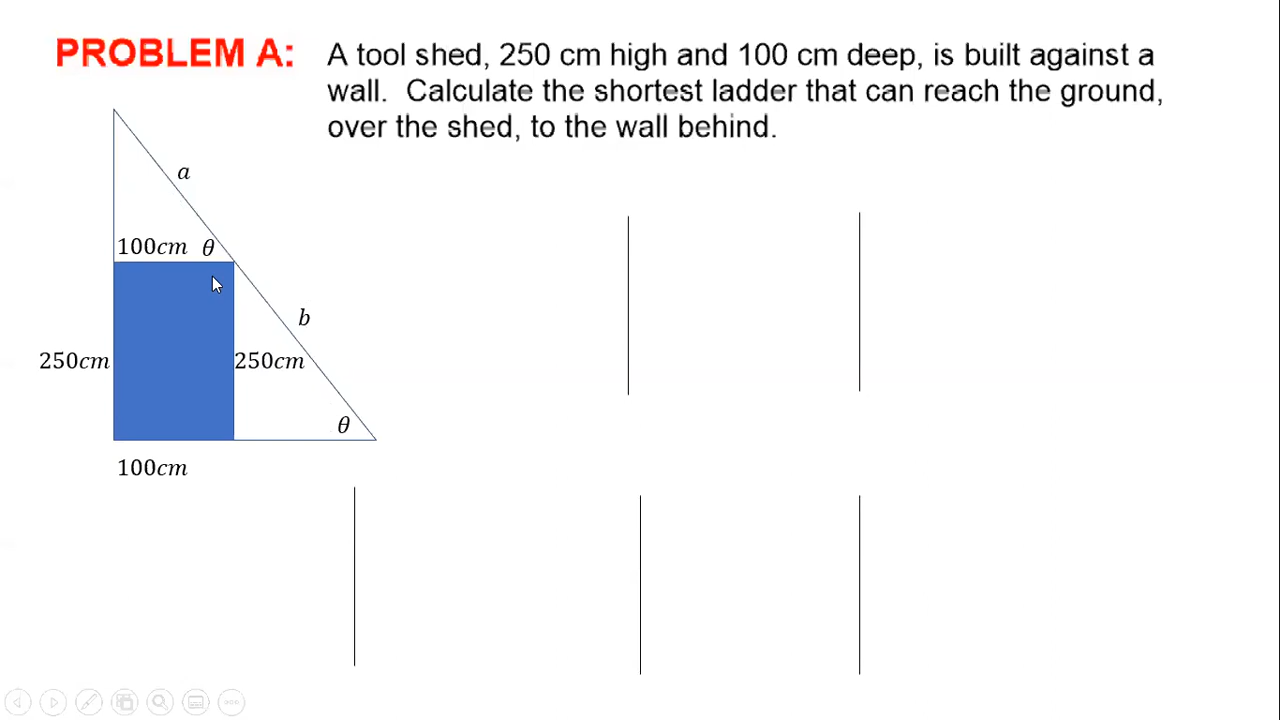 PROBLEM A:
A tool shed, 250 cm high and 100 cm deep, is built against a
wall. Calculate the shortest ladder that can reach the ground,
over the shed, to the wall behind.
a
100cm θ
b
250cm
250cm
θ
100cm